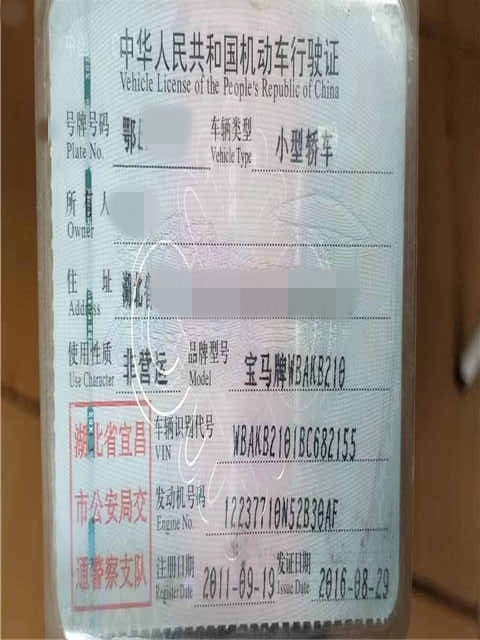 中华人民共和国机动车行驶证
Vehicle License of the People's Republic of China
号牌号码 鄂 车辆类型 小型轿车
Plate No. Vehicle Type
所有人
Owner
住址 湖北
Address
使用性质 非营运 品牌型号 宝马牌WBAKB210
Use Character Model
湖北省宜昌 车辆识别代号 WBAKB2101BC682155
VIN
市公安局交 发动机号码 12237710N52B30AF
Engine No.
通警察支队 注册日期 2011-09-19 发证日期 2016-08-29
Register Date Issue Date